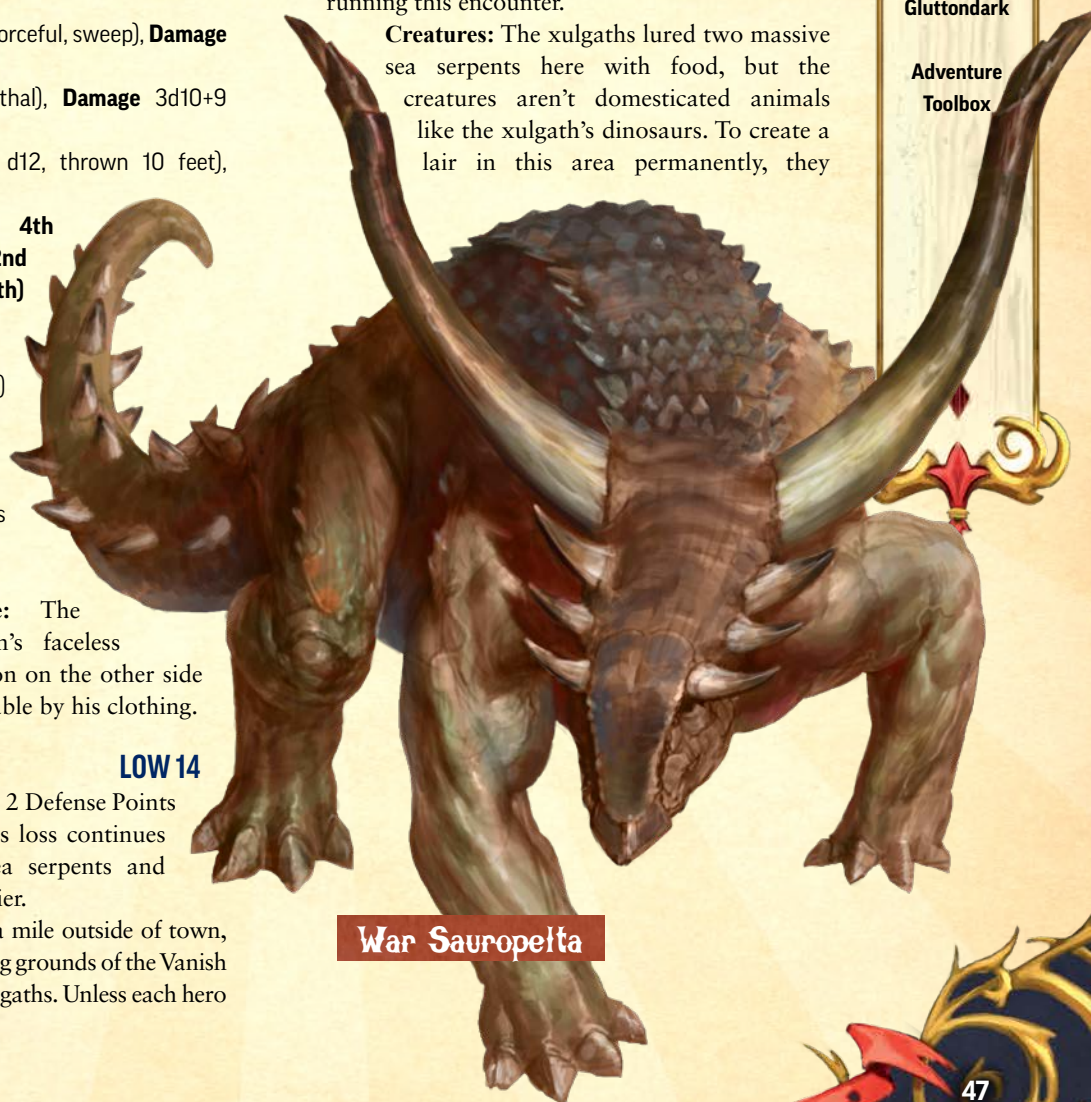 orceful, sweep), Damage
thal), Damage 3d10+9
d12, thrown 10 feet),
4th
2nd
th)
)
s
e: The
n's faceless
on on the other side
ble by his clothing.
LOW 14
2 Defense Points
s loss continues
ea serpents and
ier.
a mile outside of town,
g grounds of the Vanish
gaths. Unless each hero
running this encounter.
Creatures: The xulgaths lured two massive
sea serpents here with food, but the
creatures aren't domesticated animals
like the xulgath's dinosaurs. To create a
lair in this area permanently, they
War Sauropelta
Gluttondark
Adventure
Toolbox
47